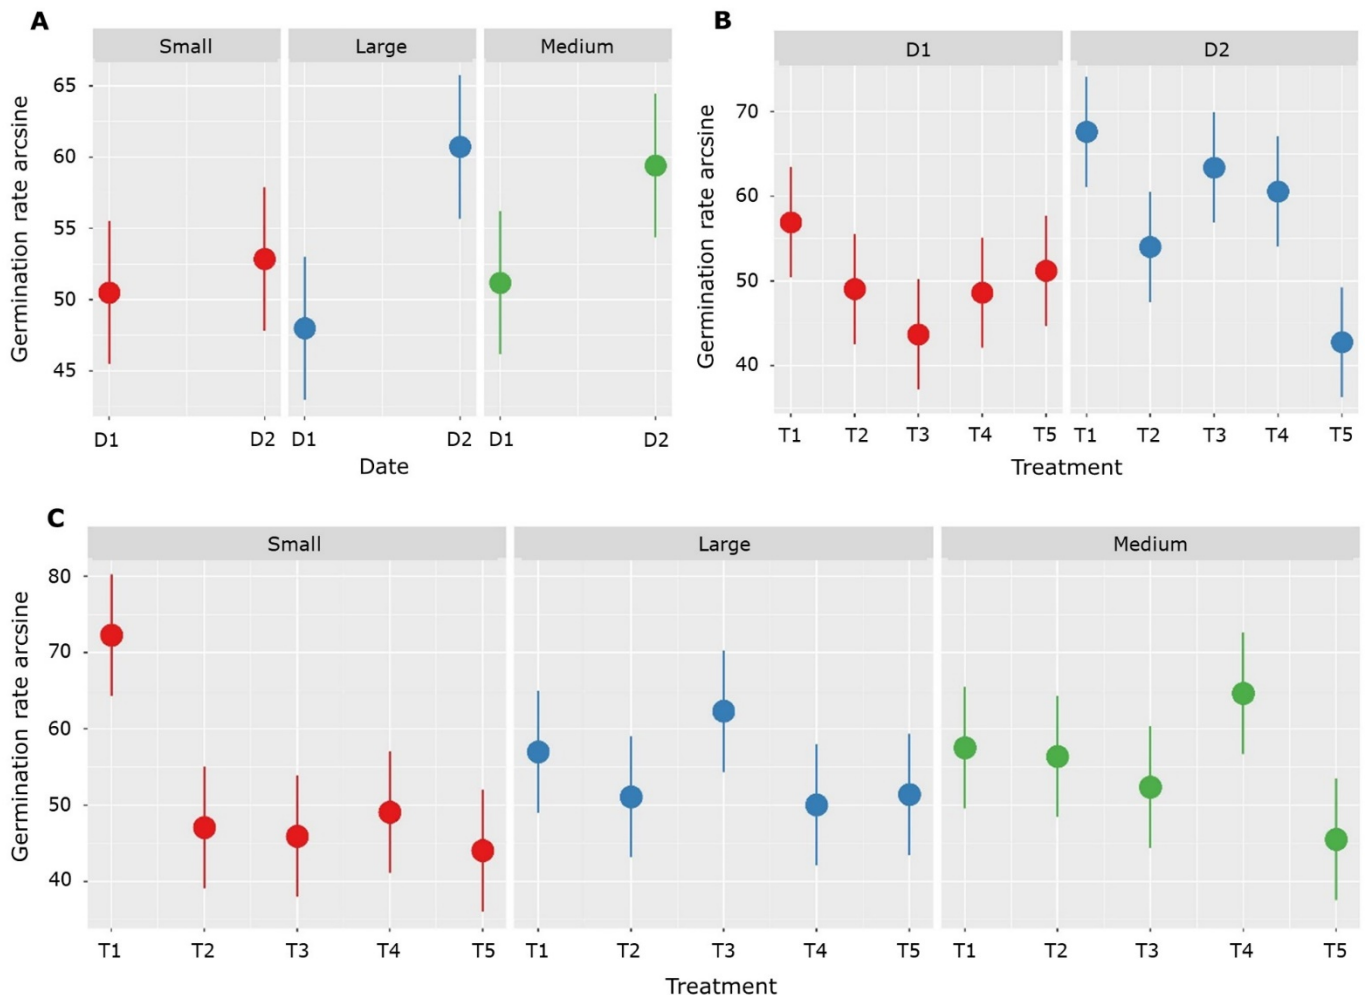 A
Small Large Medium
Germination rate arcsine
65
60
55
50
45
D1 D2 D1 D2 D1 D2
Date
B
D1 D2
Germination rate arcsine
70
60
50
40
T1 T2 T3 T4 T5 T1 T2 T3 T4 T5
Treatment
C
Small Large Medium
Germination rate arcsine
80
70
60
50
40
T1 T2 T3 T4 T5 T1 T2 T3 T4 T5 T1 T2 T3 T4 T5
Treatment